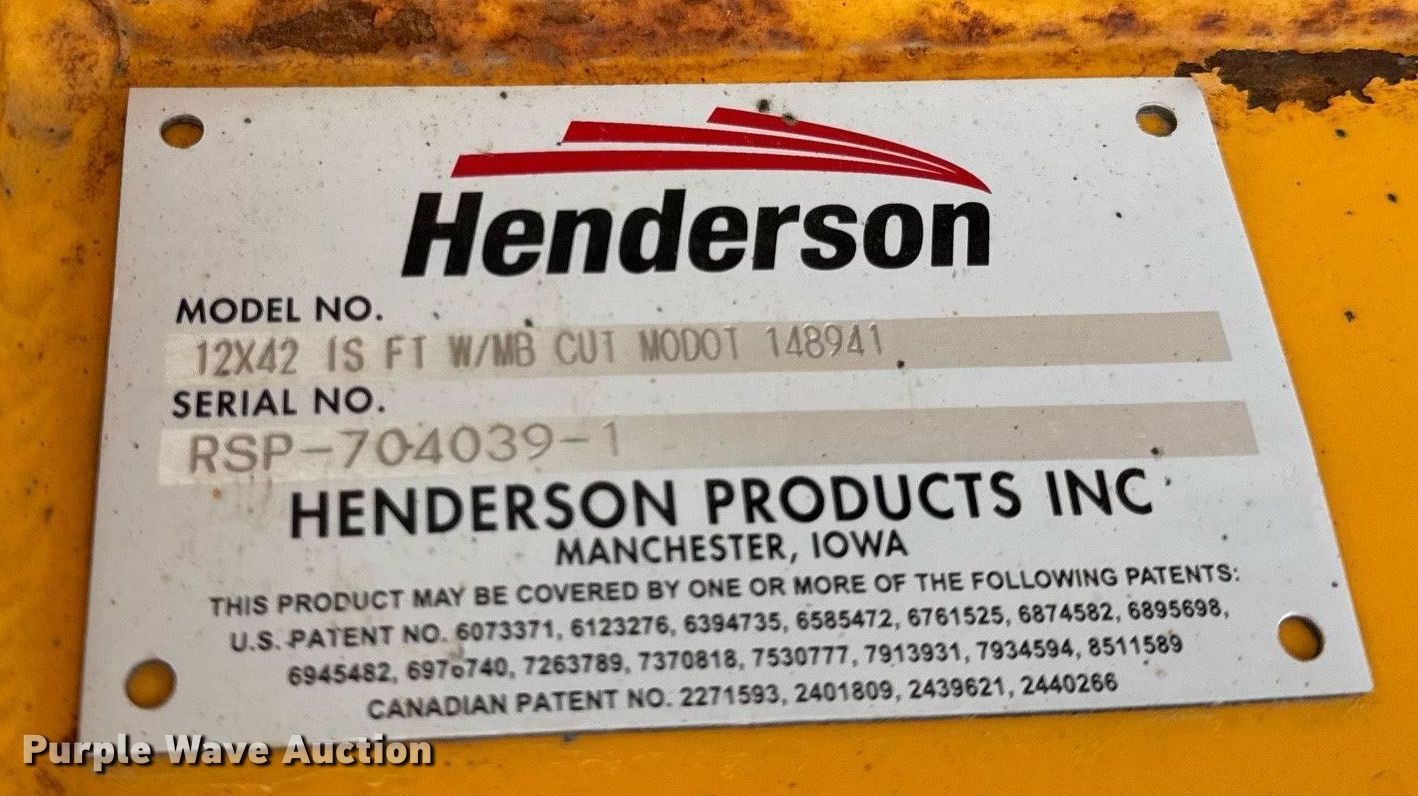 Henderson
MODEL NO.
12X42 IS FT W/MB CUT MODOT 148941
SERIAL NO.
RSP-704039-1
HENDERSON PRODUCTS INC
MANCHESTER, IOWA
THIS PRODUCT MAY BE COVERED BY ONE OR MORE OF THE FOLLOWING PATENTS:
U.S. PATENT NO. 6073371, 6123276, 6394735, 6585472, 6761525, 6874582, 6895698,
6945482, 6976740, 7263789, 7370818, 7530777, 7913931, 7934594, 8511589
CANADIAN PATENT NO. 2271593, 2401809, 2439621, 2440266
Purple Wave Auction